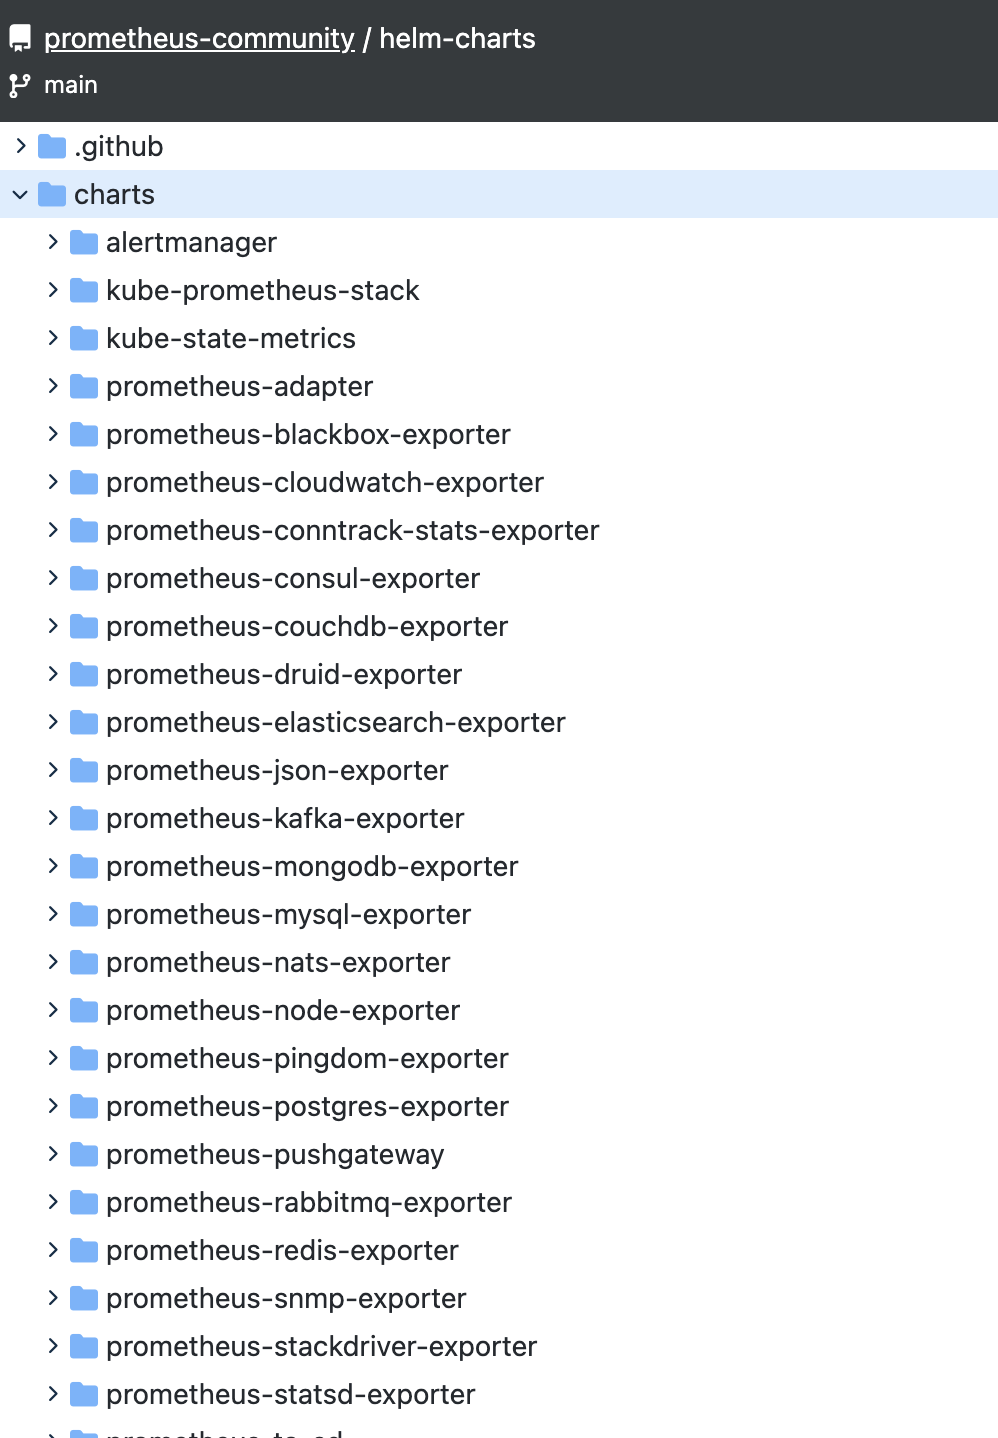 prometheus-community / helm-charts
main
.github
charts
alertmanager
kube-prometheus-stack
kube-state-metrics
prometheus-adapter
prometheus-blackbox-exporter
prometheus-cloudwatch-exporter
prometheus-conntrack-stats-exporter
prometheus-consul-exporter
prometheus-couchdb-exporter
prometheus-druid-exporter
prometheus-elasticsearch-exporter
prometheus-json-exporter
prometheus-kafka-exporter
prometheus-mongodb-exporter
prometheus-mysql-exporter
prometheus-nats-exporter
prometheus-node-exporter
prometheus-pingdom-exporter
prometheus-postgres-exporter
prometheus-pushgateway
prometheus-rabbitmq-exporter
prometheus-redis-exporter
prometheus-snmp-exporter
prometheus-stackdriver-exporter
prometheus-statsd-exporter